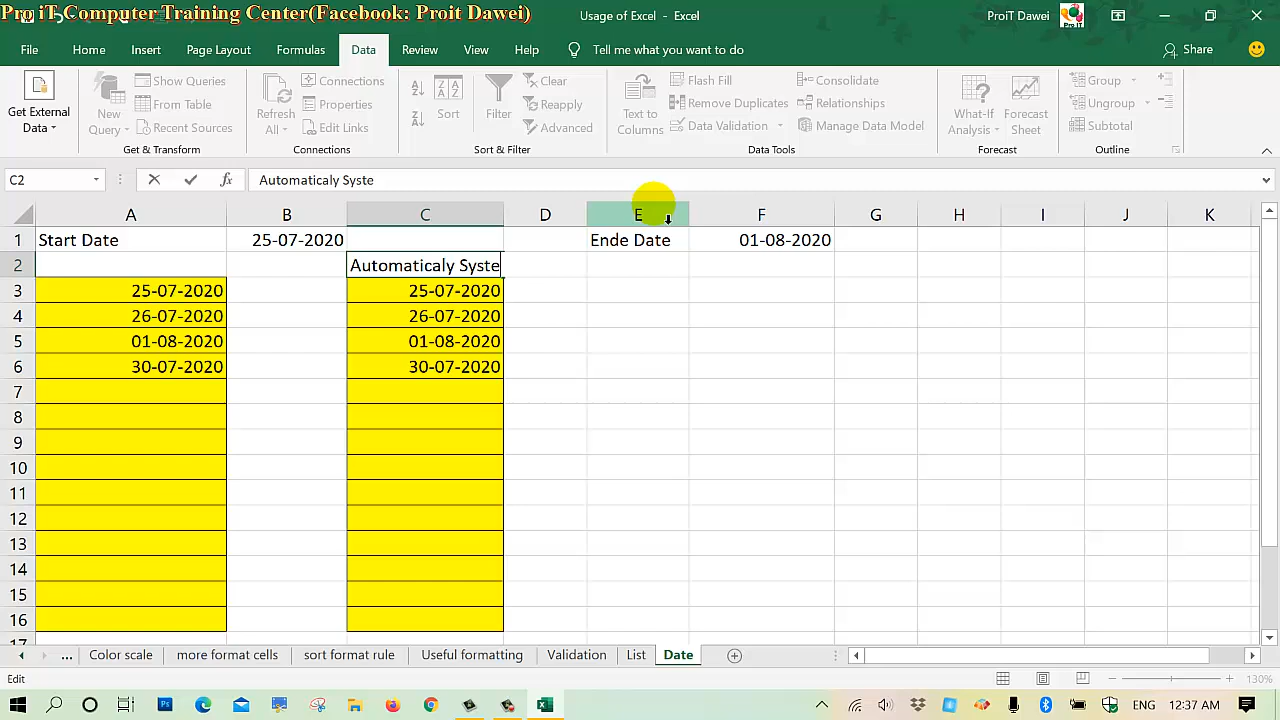 Pro iT Computer Training Center(Facebook: Proit Dawei)
Usage of Excel - Excel
ProiT Dawei
File Home Insert Page Layout Formulas Data Review View Help Tell me what you want to do Share
Get External Data
New Query
Show Queries
From Table
Recent Sources
Get & Transform
Refresh All
Connections
Properties
Edit Links
Connections
Sort
Filter
Clear
Reapply
Advanced
Sort & Filter
Text to Columns
Flash Fill
Remove Duplicates
Data Validation
Consolidate
Relationships
Manage Data Model
Data Tools
What-If Analysis
Forecast Sheet
Forecast
Group
Ungroup
Subtotal
Outline
C2 fx Automaticaly Syste
A B C D E F G H I J K
1 Start Date 25-07-2020 Ende Date 01-08-2020
2 Automaticaly Syste
3 25-07-2020 25-07-2020
4 26-07-2020 26-07-2020
5 01-08-2020 01-08-2020
6 30-07-2020 30-07-2020
7
8
9
10
11
12
13
14
15
16
17
... Color scale more format cells sort format rule Useful formatting Validation List Date
Edit 130%
ENG 12:37 AM